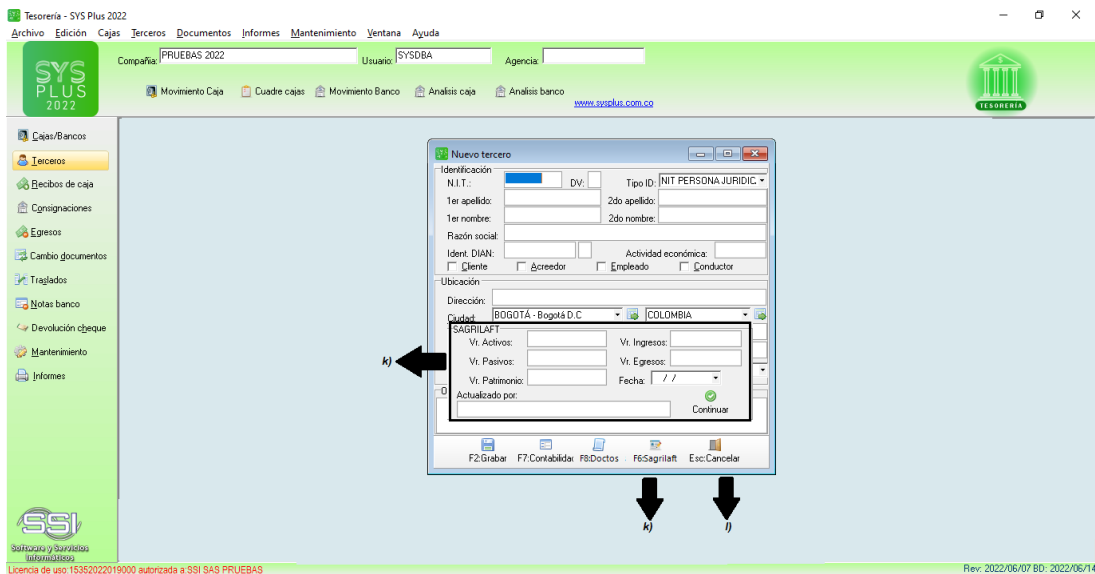 Tesorería - SYS Plus 2022
Archivo Edición Cajas Terceros Documentos Informes Mantenimiento Ventana Ayuda
SYS PLUS 2022
Compañia: PRUEBAS 2022 Usuario: SYSDBA Agencia:
Movimiento Caja Cuadre cajas Movimiento Banco Analisis caja Analisis banco
www.sysplus.com.co
TESORERÍA
Cajas/Bancos
Terceros
Recibos de caja
Consignaciones
Egresos
Cambio documentos
Traslados
Notas banco
Devolución cheque
Mantenimiento
Informes
Nuevo tercero
Identificación
N.I.T.: DV: Tipo ID: NIT PERSONA JURIDIC
1er apellido: 2do apellido:
1er nombre: 2do nombre:
Razón social:
Ident. DIAN: Actividad económica:
Cliente Acreedor Empleado Conductor
Ubicación
Dirección:
Ciudad: BOGOTÁ - Bogotá D.C COLOMBIA
SAGRILAFT
Vr. Activos: Vr. Ingresos:
Vr. Pasivos: Vr. Egresos:
Vr. Patrimonio: Fecha: / /
O
Actualizado por:
Continuar
k)
F2:Grabar F7:Contabilidac F8:Doctos F6:Sagrilaft Esc:Cancelar
k) l)
SSI
Software y Servicios
Informáticos
Licencia de uso:15352022019000 autorizada a:SSI SAS PRUEBAS
Rev: 2022/06/07 BD: 2022/06/14